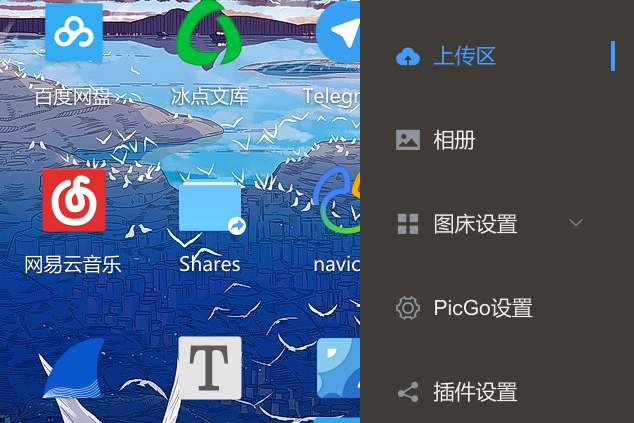 百度网盘
冰点文库
Telegr
网易云音乐
Shares
navic
T
上传区
相册
图床设置
PicGo设置
插件设置